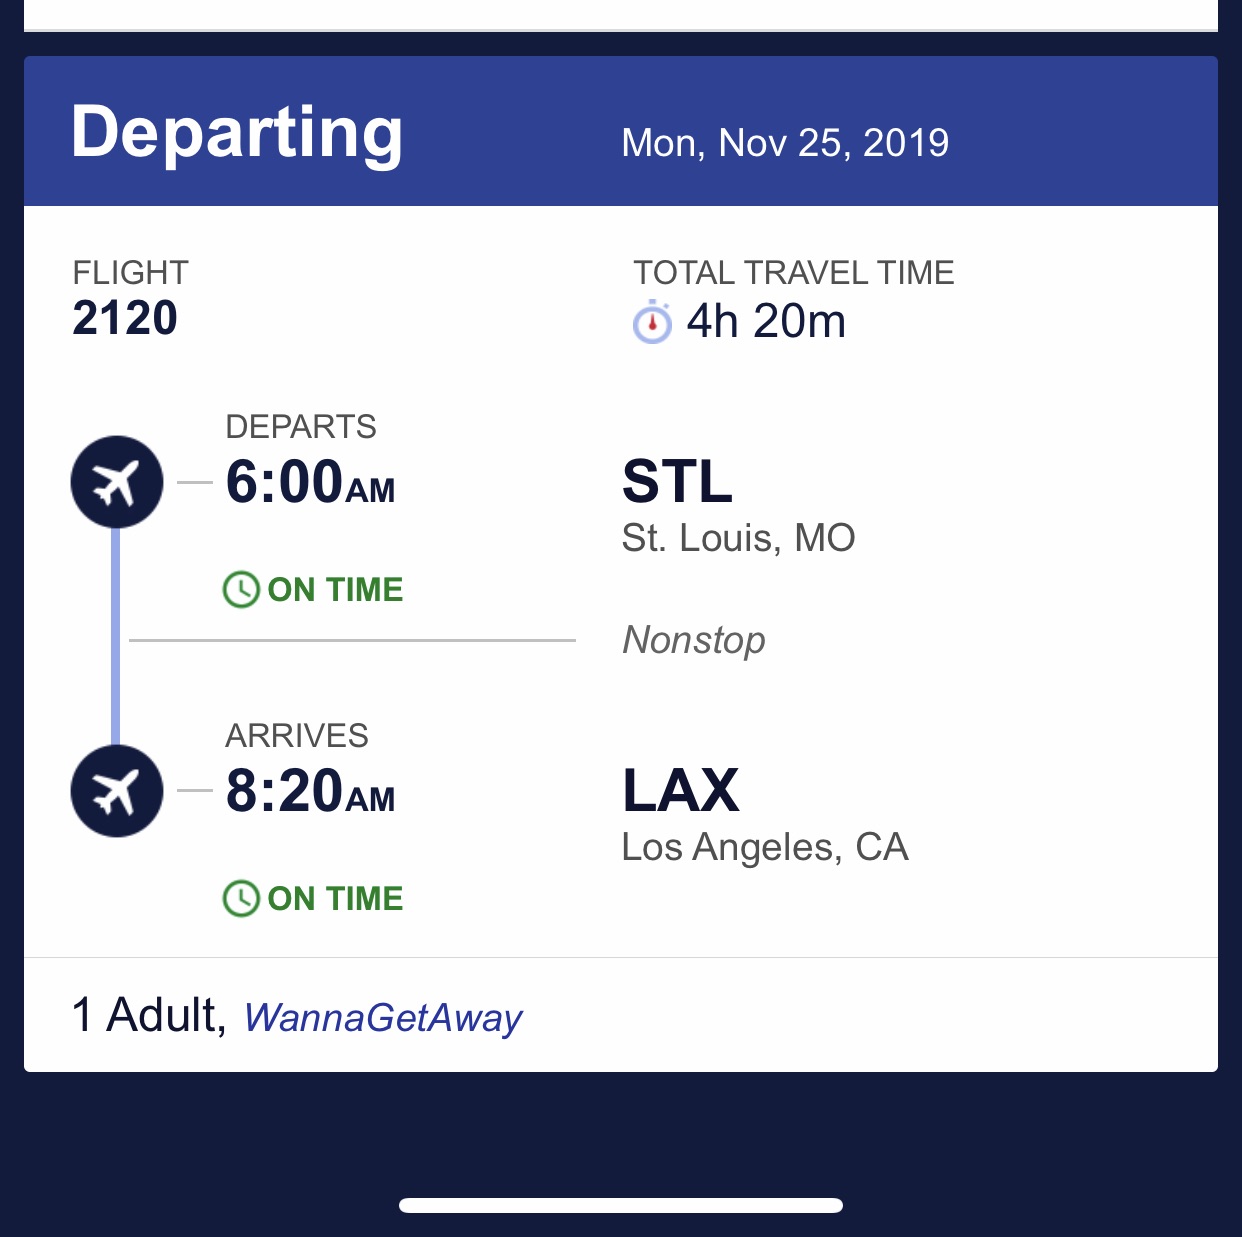 Departing
Mon, Nov 25, 2019
FLIGHT
2120
TOTAL TRAVEL TIME
4h 20m
DEPARTS
6:00AM
STL
St. Louis, MO
ON TIME
Nonstop
ARRIVES
8:20AM
LAX
Los Angeles, CA
ON TIME
1 Adult, WannaGetAway